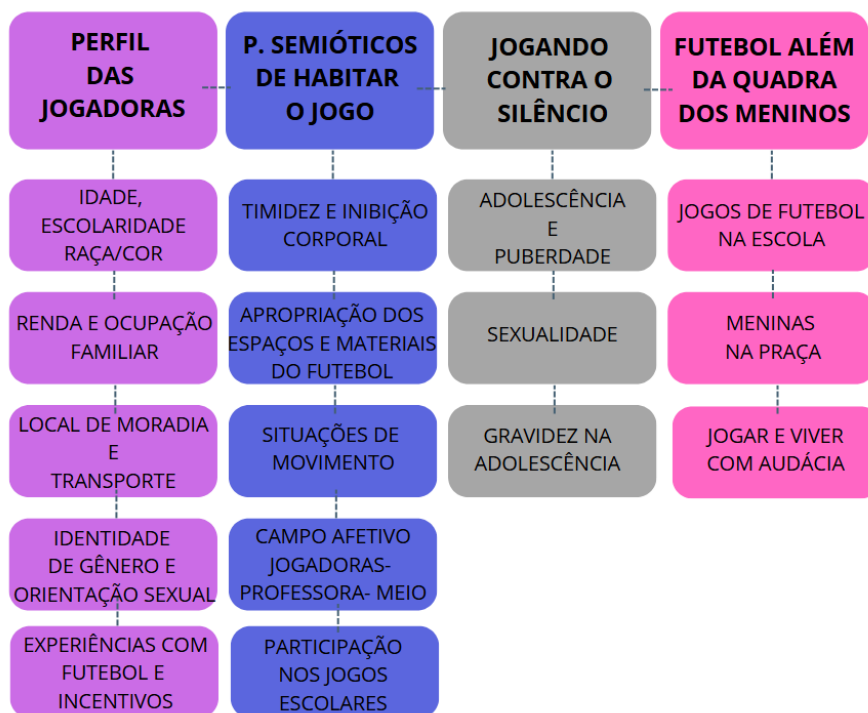 PERFIL
DAS
JOGADORAS
P. SEMIÓTICOS
DE HABITAR
O JOGO
JOGANDO
CONTRA O
SILÊNCIO
FUTEBOL ALÉM
DA QUADRA
DOS MENINOS
IDADE,
ESCOLARIDADE
RAÇA/COR
RENDA E OCUPAÇÃO
FAMILIAR
LOCAL DE MORADIA
E
TRANSPORTE
IDENTIDADE
DE GÊNERO E
ORIENTAÇÃO SEXUAL
EXPERIÊNCIAS COM
FUTEBOL E
INCENTIVOS
TIMIDEZ E INIBIÇÃO
CORPORAL
APROPRIAÇÃO DOS
ESPAÇOS E MATERIAIS
DO FUTEBOL
SITUAÇÕES DE
MOVIMENTO
CAMPO AFETIVO
JOGADORAS-
PROFESSORA- MEIO
PARTICIPAÇÃO
NOS JOGOS
ESCOLARES
ADOLESCÊNCIA
E
PUBERDADE
SEXUALIDADE
GRAVIDEZ NA
ADOLESCÊNCIA
JOGOS DE FUTEBOL
NA ESCOLA
MENINAS
NA PRAÇA
JOGAR E VIVER
COM AUDÁCIA